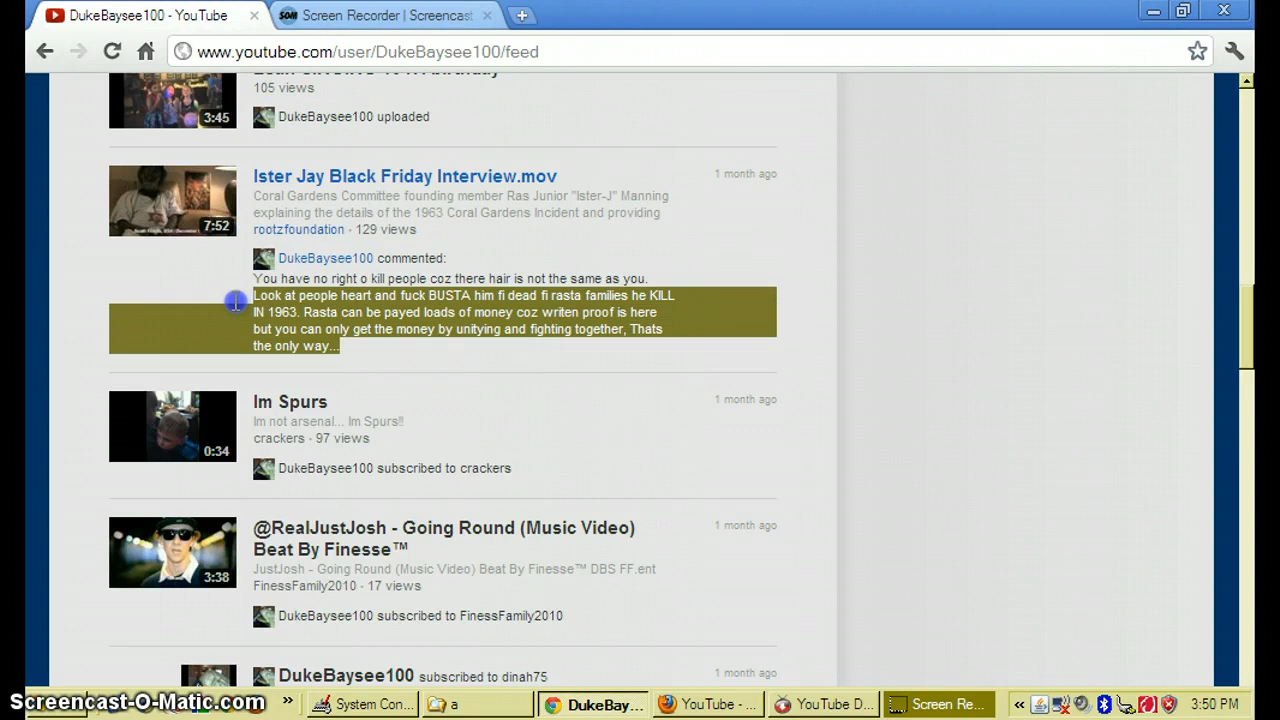 DukeBaysee100 - YouTube
Screen Recorder | Screencast
www.youtube.com/user/DukeBaysee100/feed
105 views
3:45
DukeBaysee100 uploaded
Ister Jay Black Friday Interview.mov
1 month ago
Coral Gardens Committee founding member Ras Junior "Ister-J" Manning
explaining the details of the 1963 Coral Gardens Incident and providing
7:52
rootzfoundation · 129 views
DukeBaysee100 commented:
You have no right o kill people coz there hair is not the same as you.
Look at people heart and fuck BUSTA him fi dead fi rasta families he KILL
IN 1963. Rasta can be payed loads of money coz writen proof is here
but you can only get the money by unitying and fighting together, Thats
the only way...
Im Spurs
1 month ago
Im not arsenal... Im Spurs!!
crackers · 97 views
0:34
DukeBaysee100 subscribed to crackers
@RealJustJosh - Going Round (Music Video)
1 month ago
Beat By Finesse™
JustJosh - Going Round (Music Video) Beat By Finesse™ DBS FF.ent
3:38
FinessFamily2010 · 17 views
DukeBaysee100 subscribed to FinessFamily2010
DukeBaysee100 subscribed to dinah75
1 month ago
Screencast-O-Matic.com
» System Con... a DukeBay... YouTube - ... YouTube D... Screen Re... « 3:50 PM